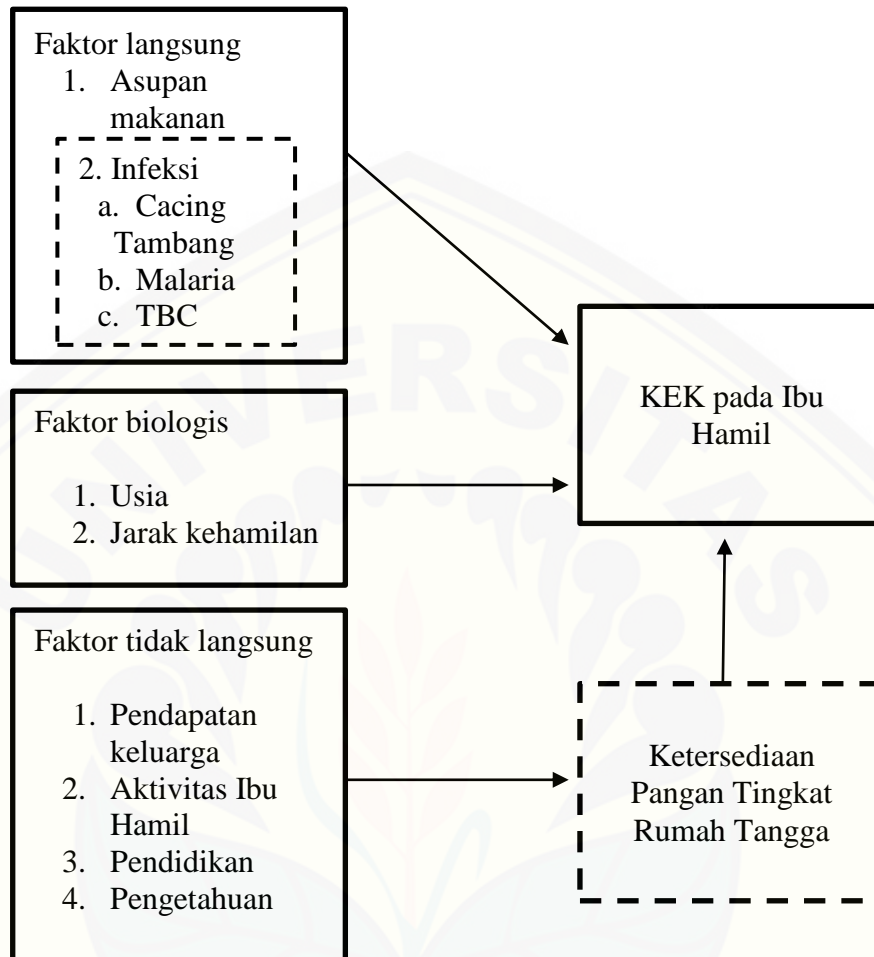 Faktor langsung
1. Asupan
makanan
2. Infeksi
a. Cacing
Tambang
b. Malaria
c. TBC
Faktor biologis
1. Usia
2. Jarak kehamilan
Faktor tidak langsung
1. Pendapatan
keluarga
2. Aktivitas Ibu
Hamil
3. Pendidikan
4. Pengetahuan
KEK pada Ibu
Hamil
Ketersediaan
Pangan Tingkat
Rumah Tangga
UNIVERSITAS